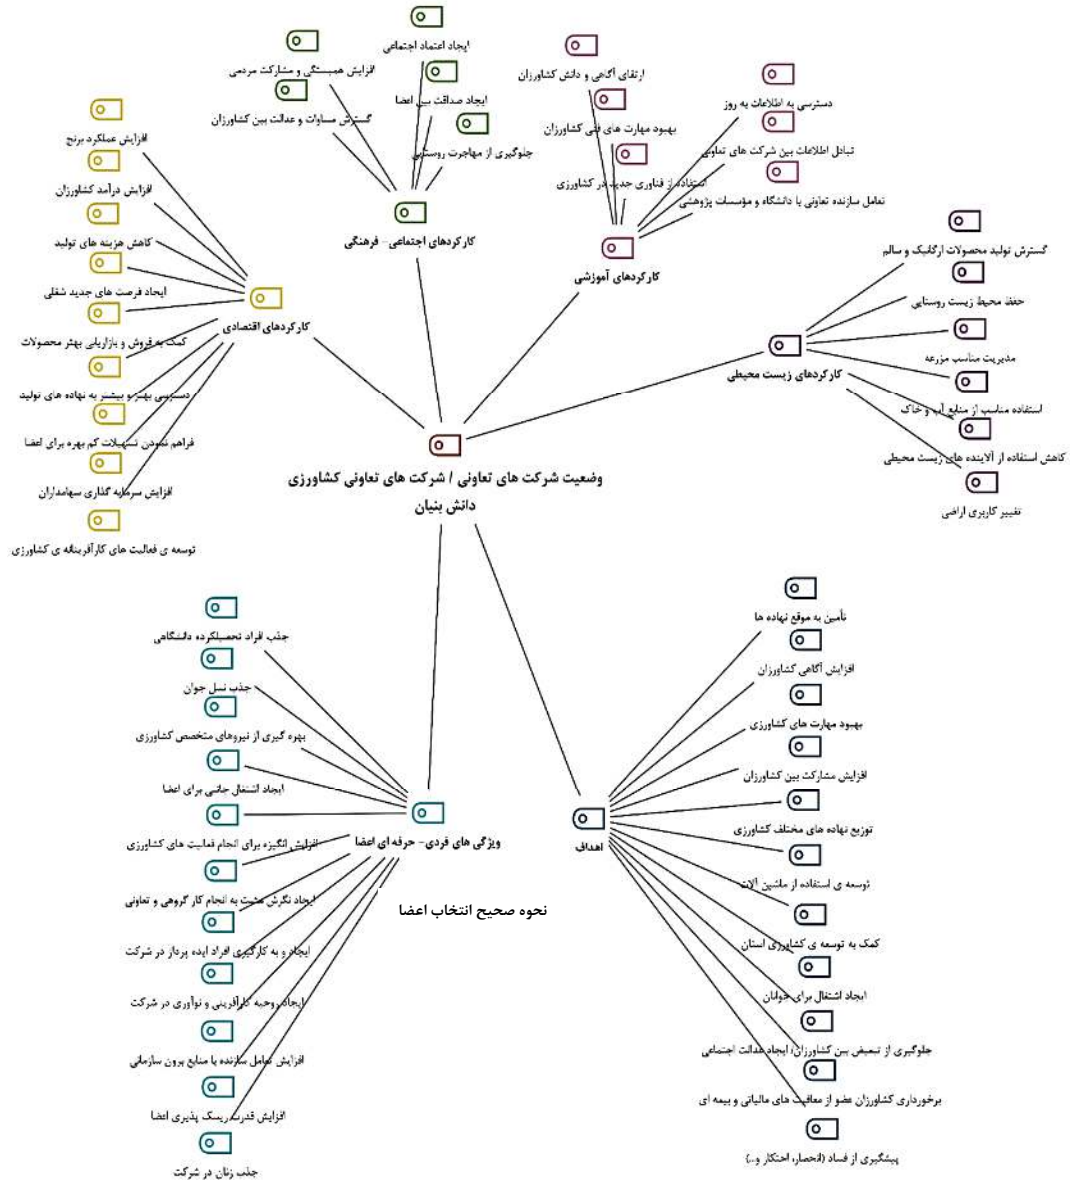 ایجاد اعتماد اجتماعی
افزایش همبستگی و مشارکت مردمی
ایجاد صداقت بین اعضا
گسترش مساوات و عدالت بین کشاورزان
جلوگیری از مهاجرت روستایی
کارکردهای اجتماعی- فرهنگی
ارتقای آگاهی و دانش کشاورزان
دسترسی به اطلاعات به روز
بهبود مهارت های فنی کشاورزان
تبادل اطلاعات بین شرکت های تعاونی
استفاده از فناوری جدید در کشاورزی
تعامل سازنده تعاونی با دانشگاه و مؤسسات پژوهشی
کارکردهای آموزشی
افزایش عملکرد برنج
افزایش درآمد کشاورزان
کاهش هزینه های تولید
ایجاد فرصت های جدید شغلی
کمک به فروش و بازاریابی بهتر محصولات
دسترسی بهتر و بیشتر به نهاده های تولید
فراهم نمودن تسهیلات کم بهره برای اعضا
افزایش سرمایه گذاری سهامداران
توسعه ی فعالیت های کارآفرینانه ی کشاورزی
کارکردهای اقتصادی
گسترش تولید محصولات ارگانیک و سالم
حفظ محیط زیست روستایی
مدیریت مناسب مزرعه
استفاده مناسب از منابع آب و خاک
کاهش استفاده از آلاینده های زیست محیطی
تغییر کاربری اراضی
کارکردهای زیست محیطی
وضعیت شرکت های تعاونی / شرکت های تعاونی کشاورزی
دانش بنیان
تأمین به موقع نهاده ها
افزایش آگاهی کشاورزان
بهبود مهارت های کشاورزی
افزایش مشارکت بین کشاورزان
توزیع نهاده های مختلف کشاورزی
توسعه ی استفاده از ماشین آلات
کمک به توسعه ی کشاورزی استان
ایجاد اشتغال برای جوانان
جلوگیری از تبعیض بین کشاورزان/ ایجاد عدالت اجتماعی
برخورداری کشاورزان عضو از معافیت های مالیاتی و بیمه ای
پیشگیری از فساد (انحصار، احتکار و..)
اهداف
جذب افراد تحصیلکرده دانشگاهی
جذب نسل جوان
بهره گیری از نیروهای متخصص کشاورزی
ایجاد اشتغال جانبی برای اعضا
افزایش انگیزه برای انجام فعالیت های کشاورزی
ایجاد نگرش مثبت به انجام کار گروهی و تعاونی
ایجاد و به کارگیری افراد ایده پرداز در شرکت
ایجاد روحیه کارآفرینی و نوآوری در شرکت
افزایش تعامل سازنده با منابع برون سازمانی
افزایش قدرت ریسک پذیری اعضا
جذب زنان در شرکت
ویژگی های فردی- حرفه ای اعضا
نحوه صحیح انتخاب اعضا